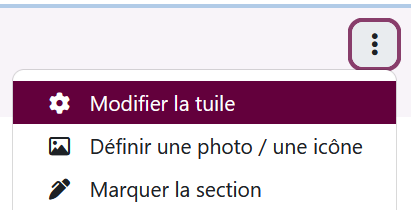 Modifier la tuile
Définir une photo / une icône
Marquer la section